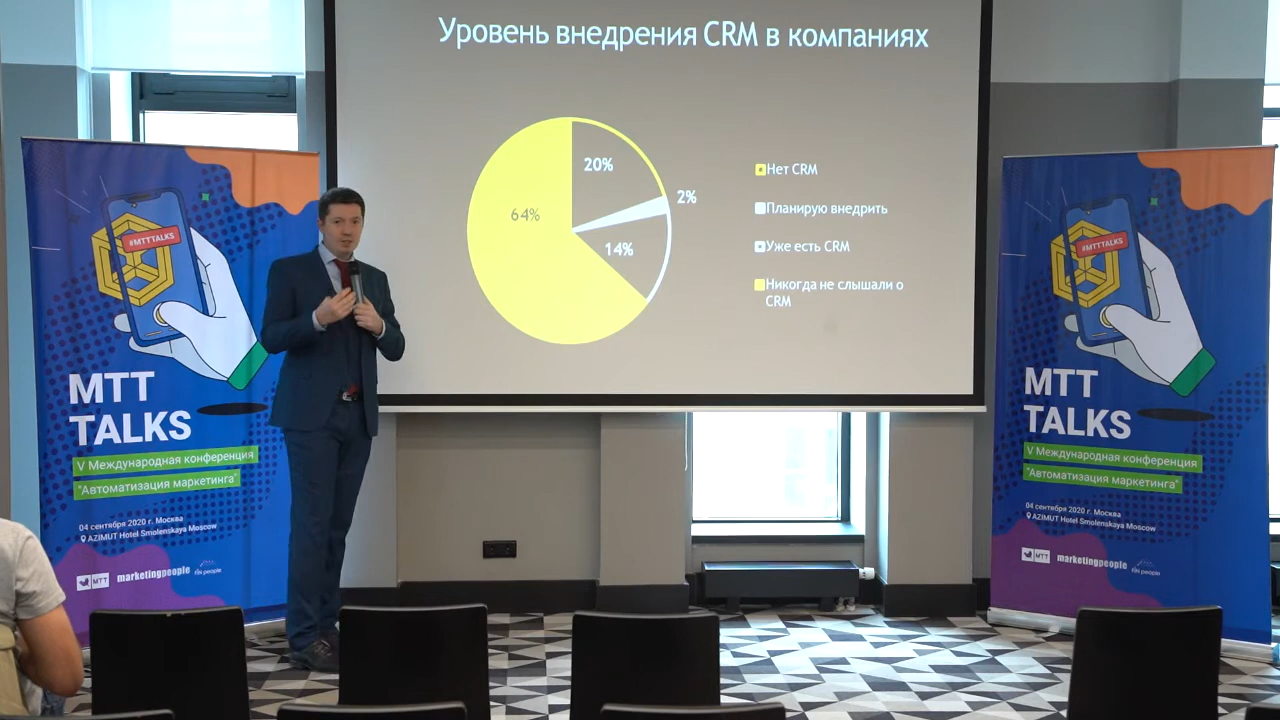 Уровень внедрения CRM в компаниях
20%
2%
64%
14%
Нет CRM
Планирую внедрить
Уже есть CRM
Никогда не слышали о
CRM
#MTTTALKS
MTT
TALKS
V Международная конференция
"Автоматизация маркетинга"
04 сентября 2020 г. Москва
AZIMUT Hotel Smolenskaya Moscow
MTT
marketingpeople
#MTTTALKS
MTT
TALKS
V Международная конференция
"Автоматизация маркетинга"
04 сентября 2020 г. Москва
AZIMUT Hotel Smolenskaya Moscow
MTT
marketingpeople